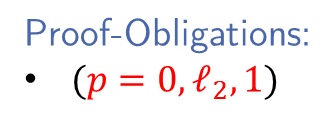 Proof-Obligations:
• (p = 0, ℓ₂, 1)